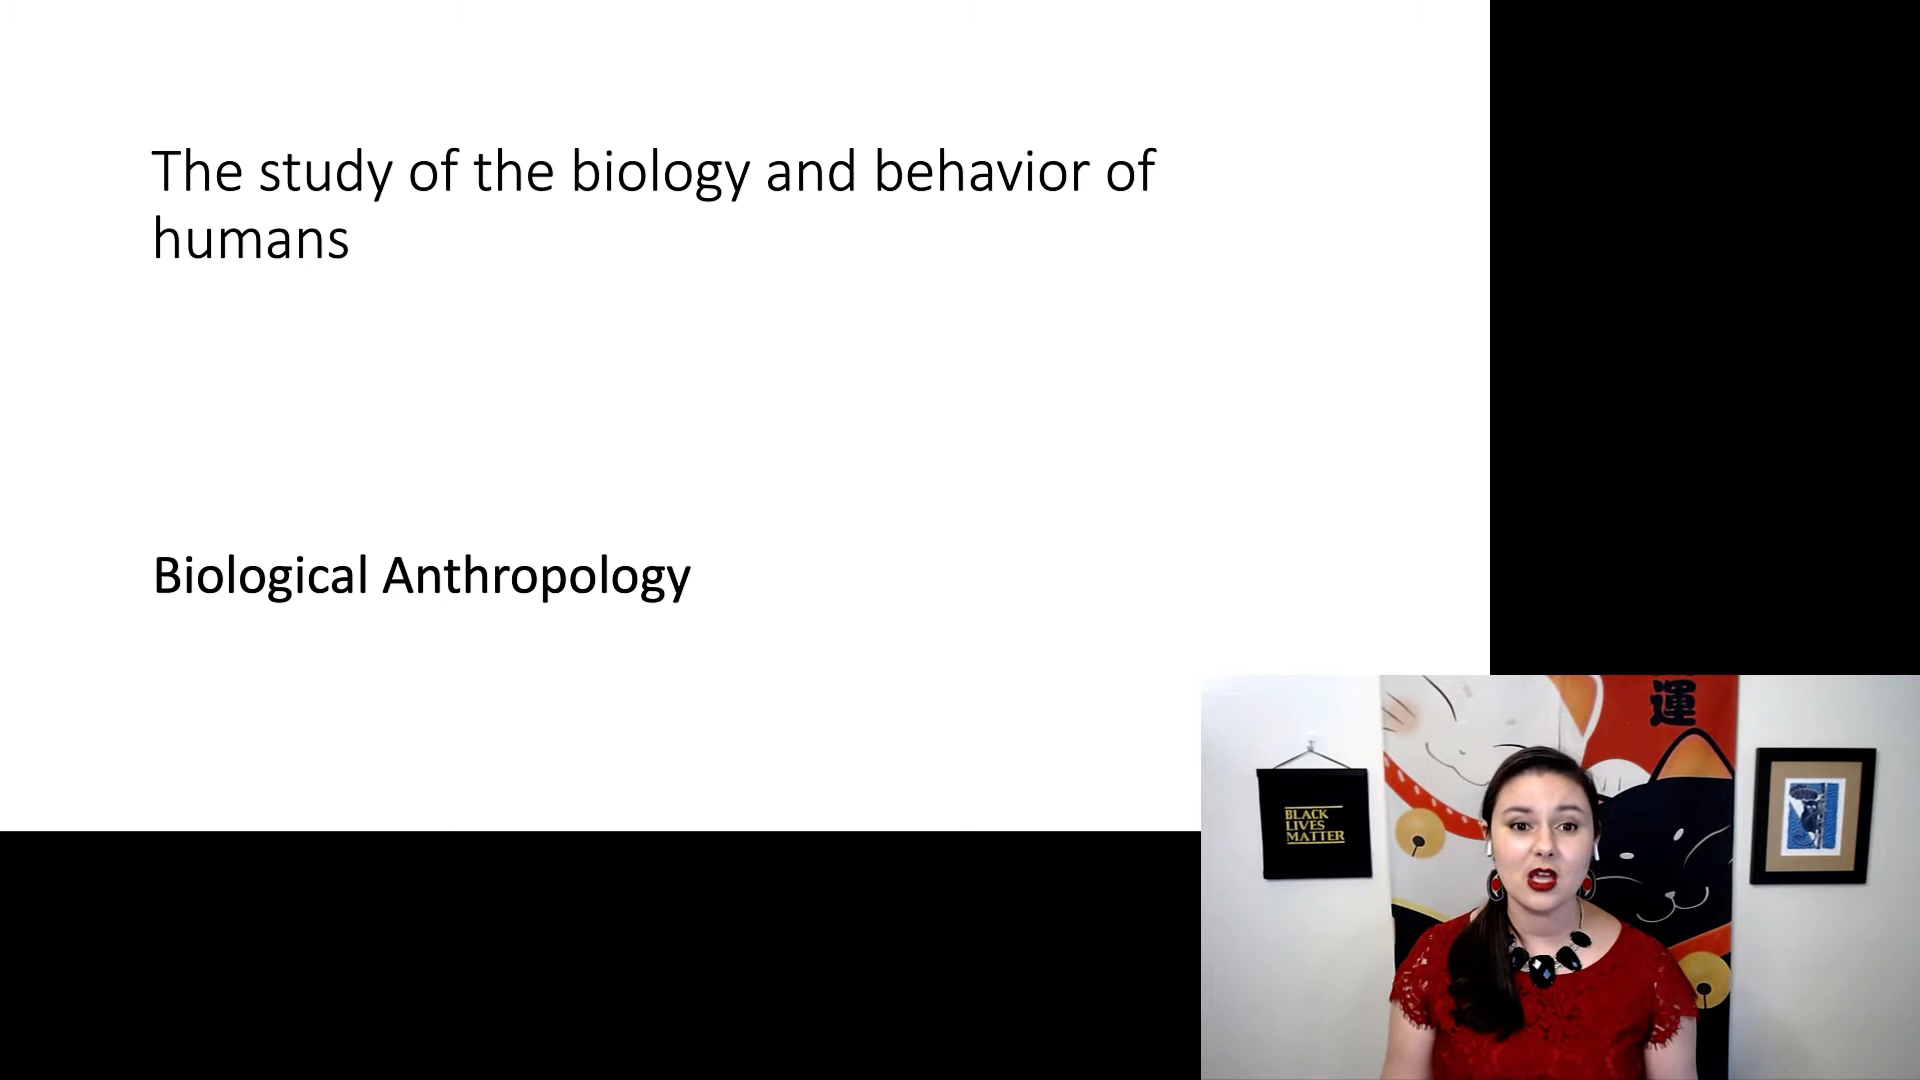 The study of the biology and behavior of
humans
Biological Anthropology
運
BLACK
LIVES
MATTER